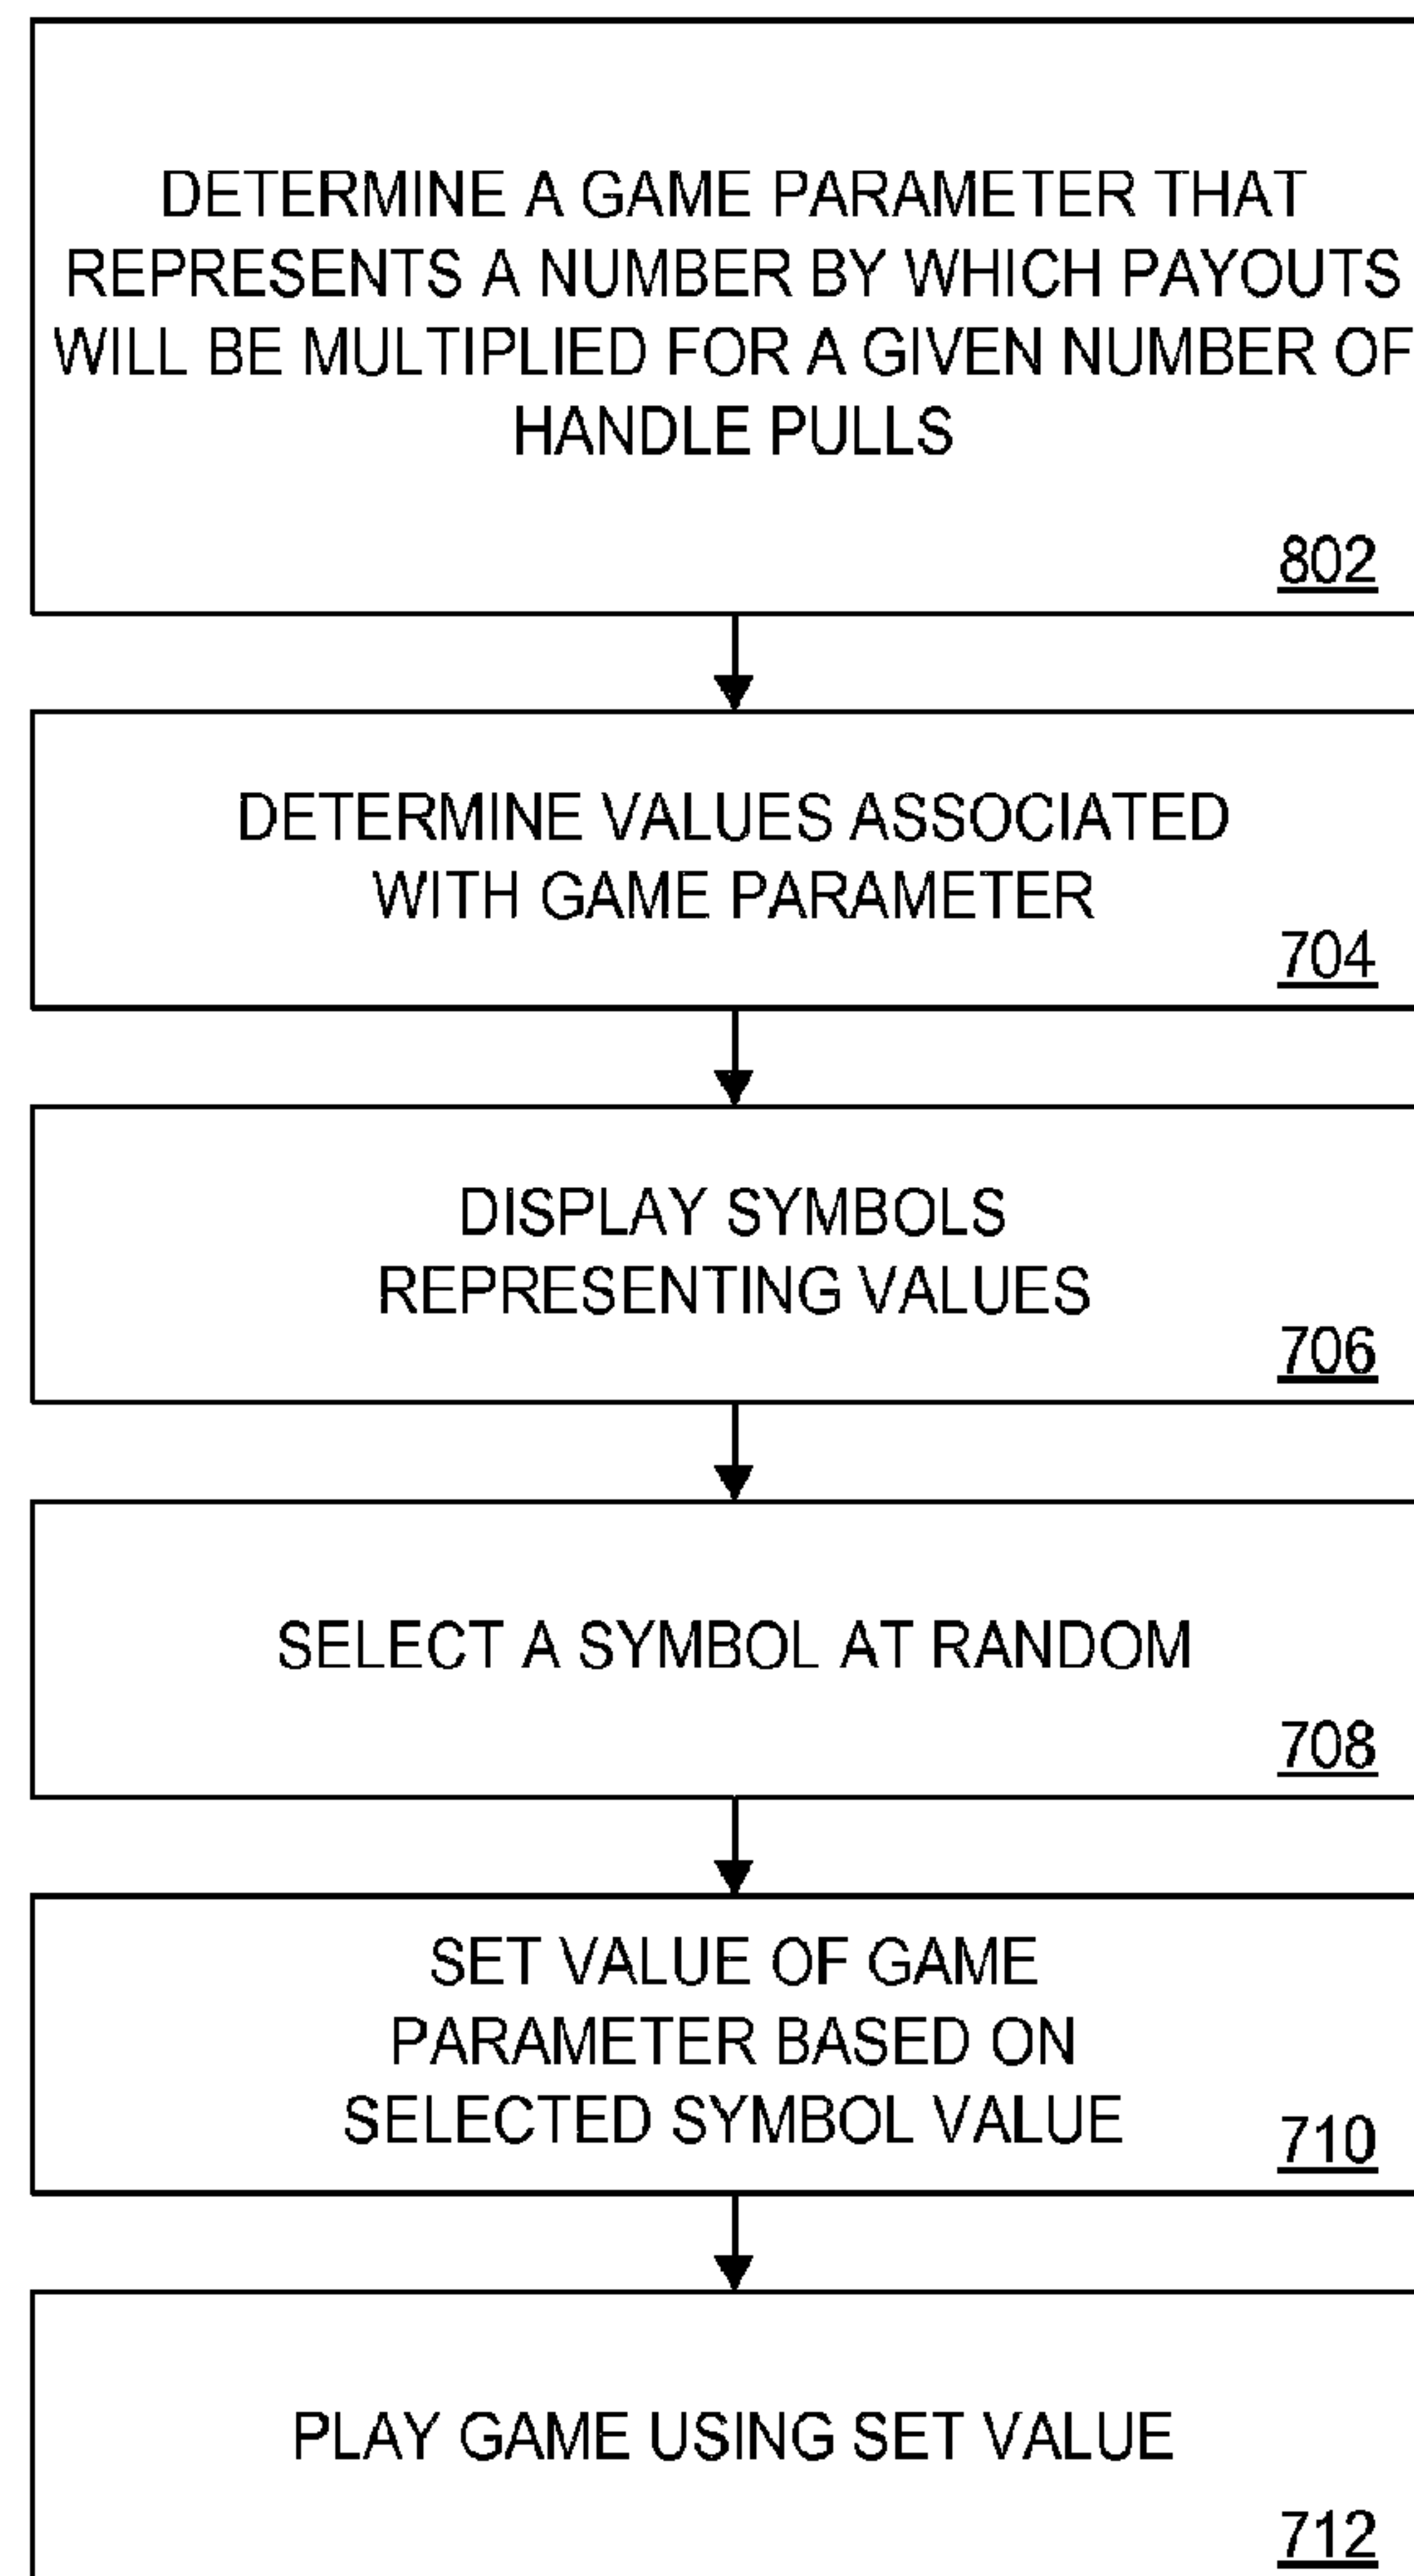 DETERMINE A GAME PARAMETER THAT
REPRESENTS A NUMBER BY WHICH PAYOUTS
WILL BE MULTIPLIED FOR A GIVEN NUMBER OF
HANDLE PULLS
802
DETERMINE VALUES ASSOCIATED
WITH GAME PARAMETER
704
DISPLAY SYMBOLS
REPRESENTING VALUES
706
SELECT A SYMBOL AT RANDOM
708
SET VALUE OF GAME
PARAMETER BASED ON
SELECTED SYMBOL VALUE
710
PLAY GAME USING SET VALUE
712